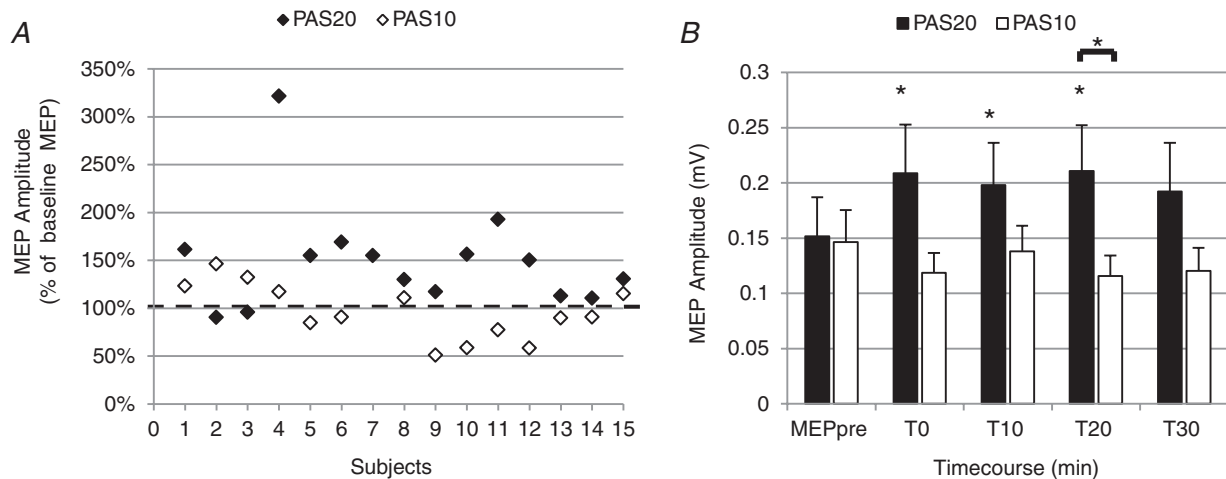 A
◆PAS20 ◇PAS10
MEP Amplitude
(% of baseline MEP)
350%
300%
250%
200%
150%
100%
50%
0%
0 1 2 3 4 5 6 7 8 9 10 11 12 13 14 15
Subjects
B
■PAS20 □PAS10
MEP Amplitude (mV)
0.3
0.25
0.2
0.15
0.1
0.05
0
*
* * *
MEPpre T0 T10 T20 T30
Timecourse (min)